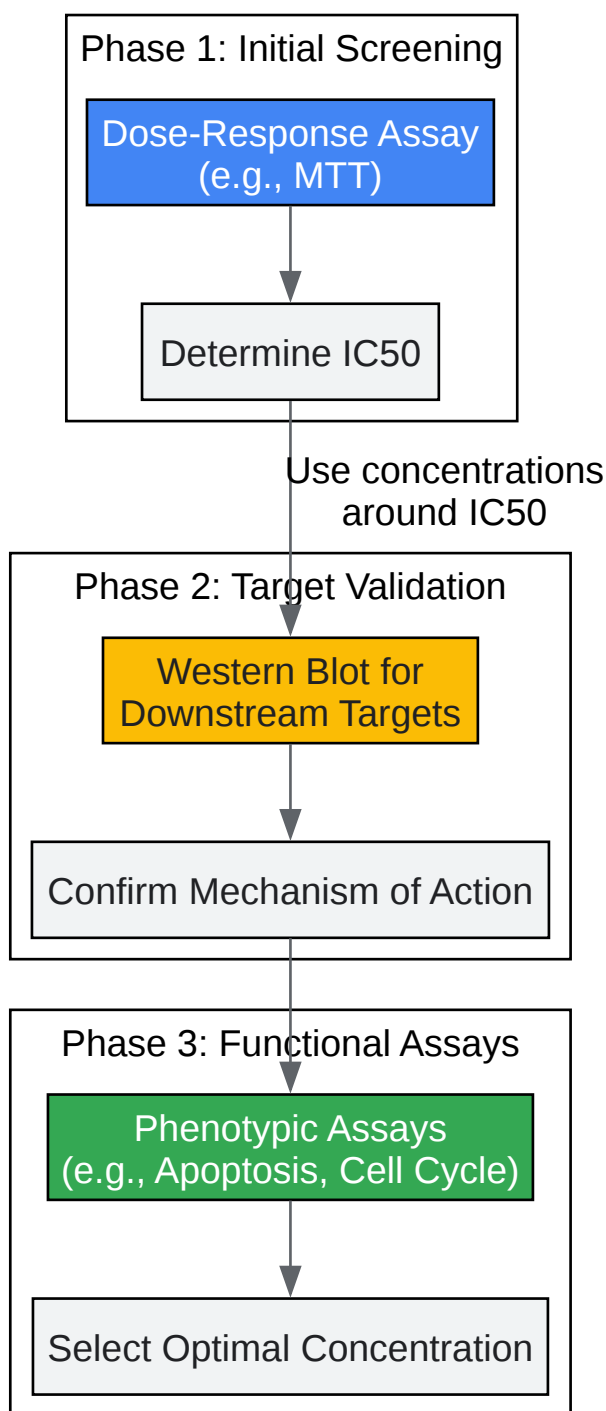 Phase 1: Initial Screening
Dose-Response Assay
(e.g., MTT)
Determine IC50
Use concentrations
around IC50
Phase 2: Target Validation
Western Blot for
Downstream Targets
Confirm Mechanism of Action
Phase 3: Functional Assays
Phenotypic Assays
(e.g., Apoptosis, Cell Cycle)
Select Optimal Concentration